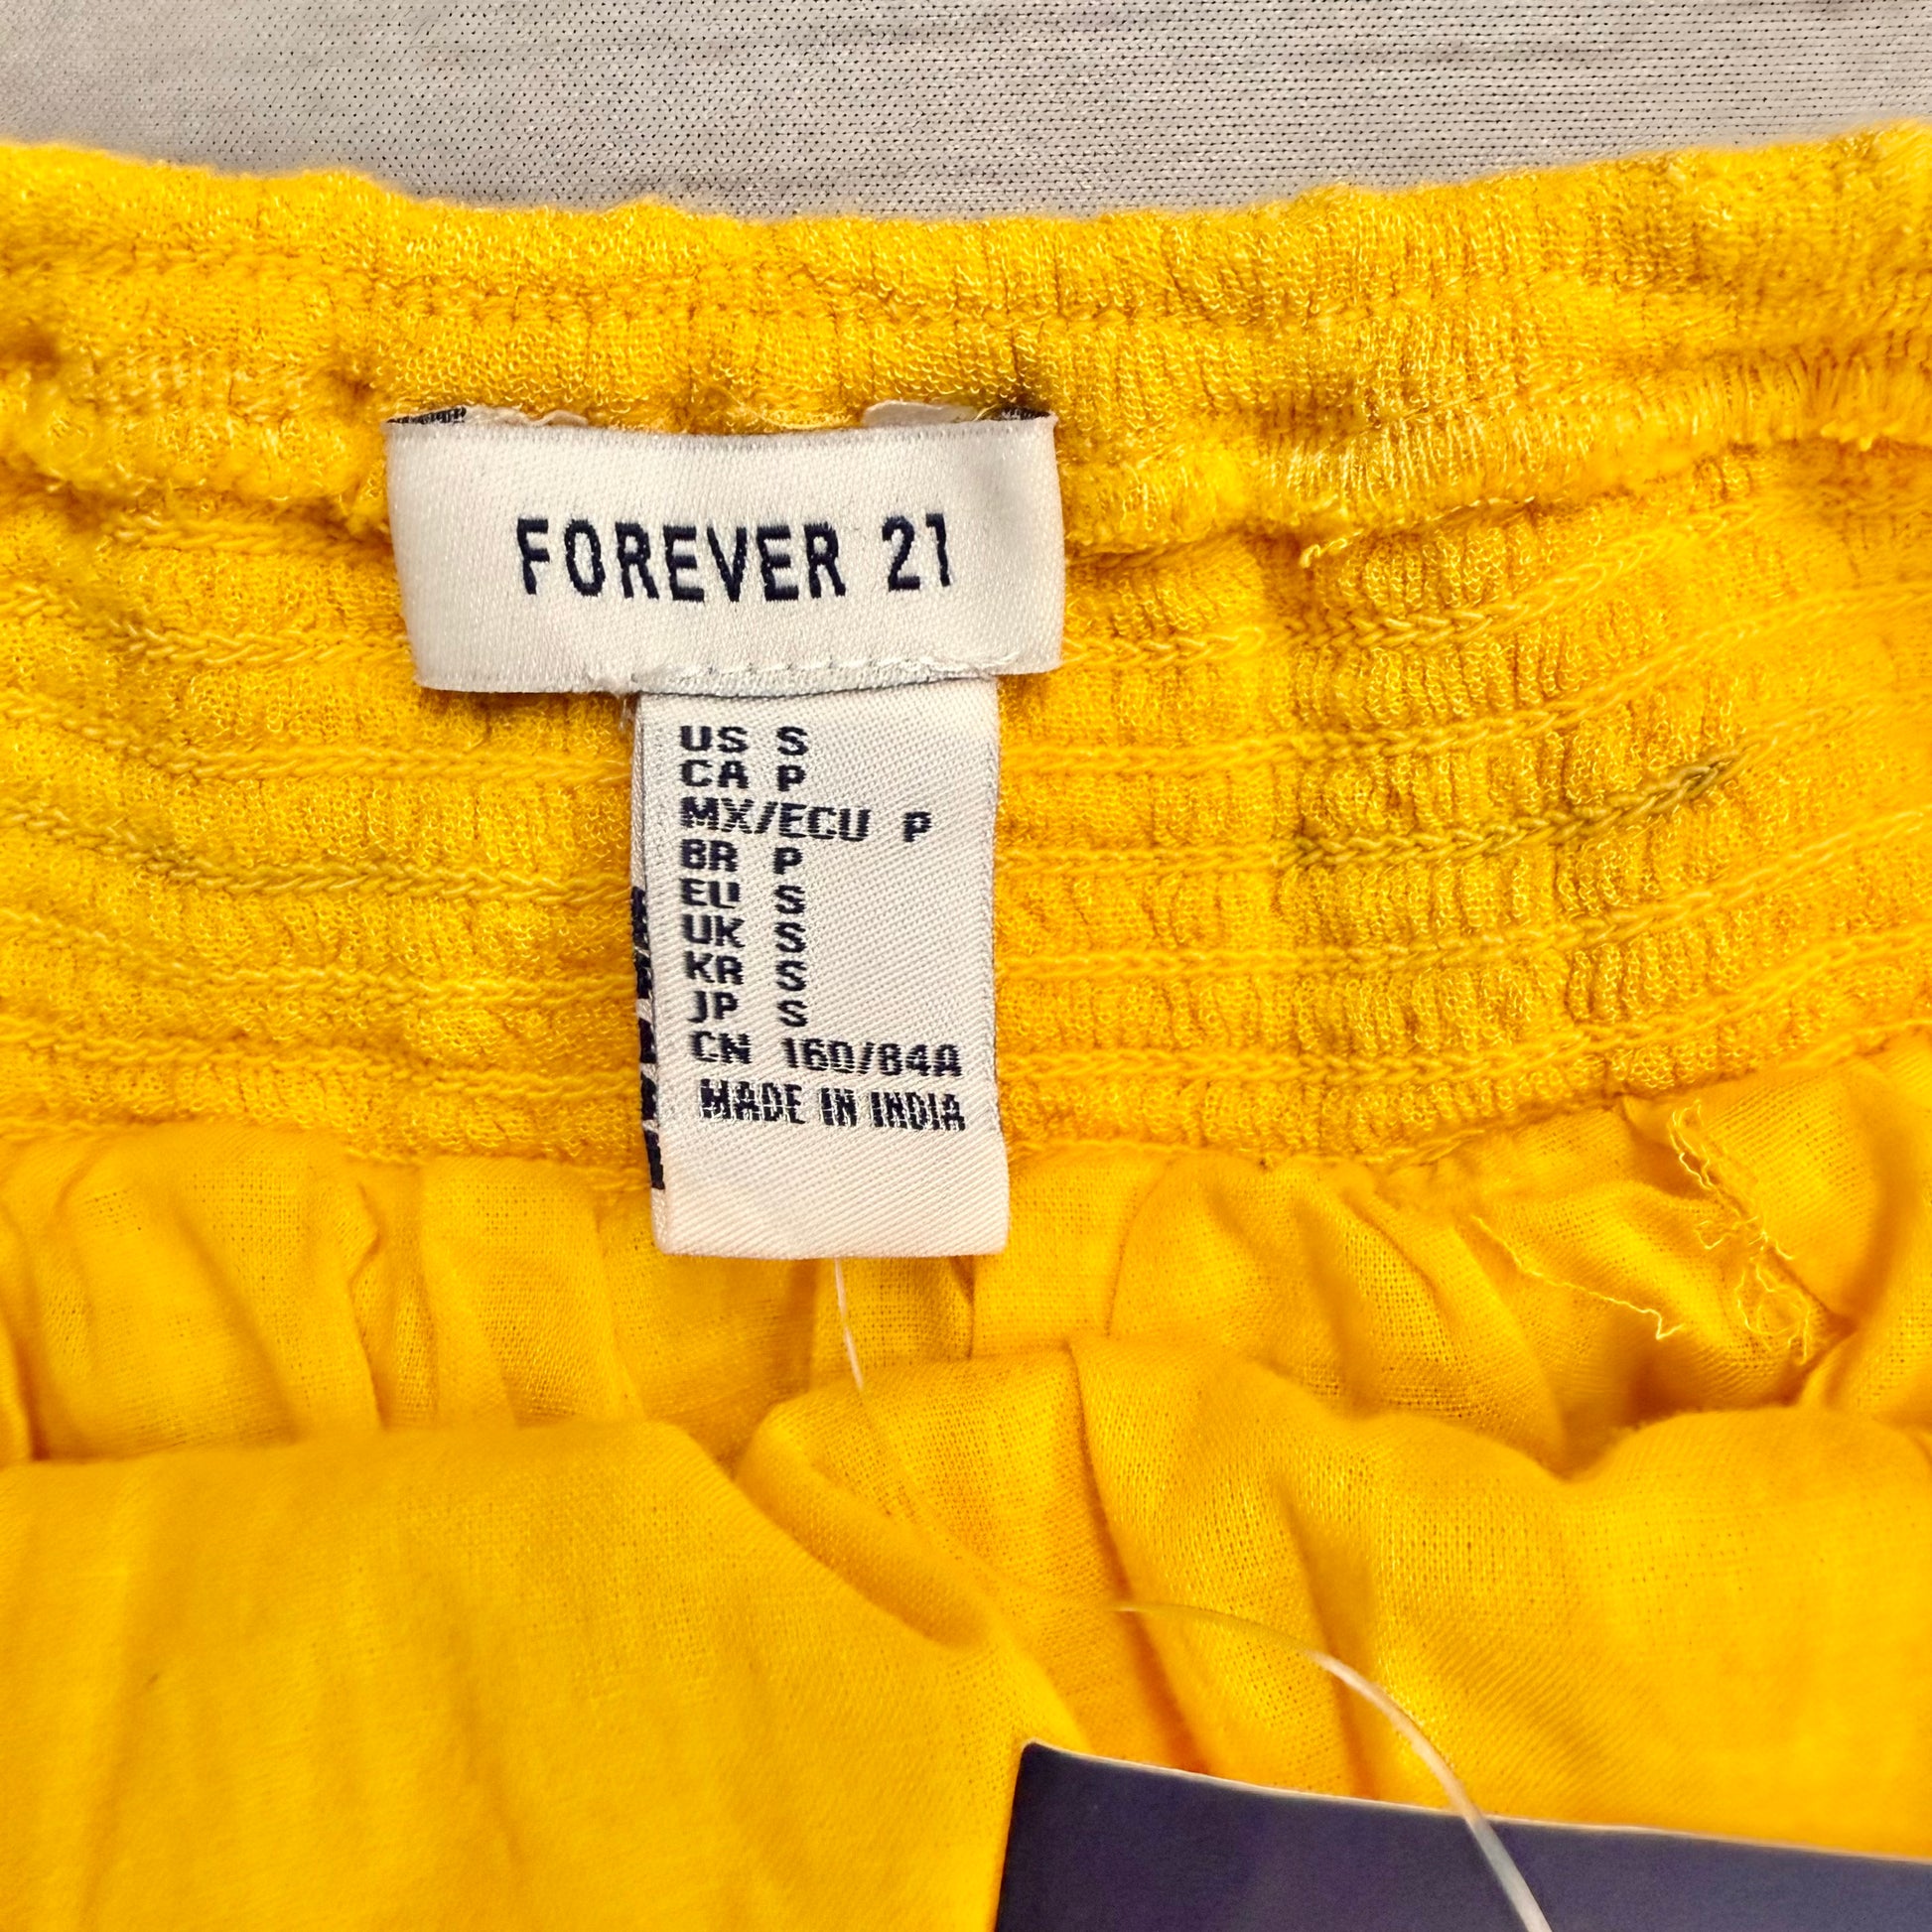 FOREVER 21
US S
CA P
MX/ECU P
BR P
EU S
UK S
KR S
JP S
CN 160/84A
MADE IN INDIA